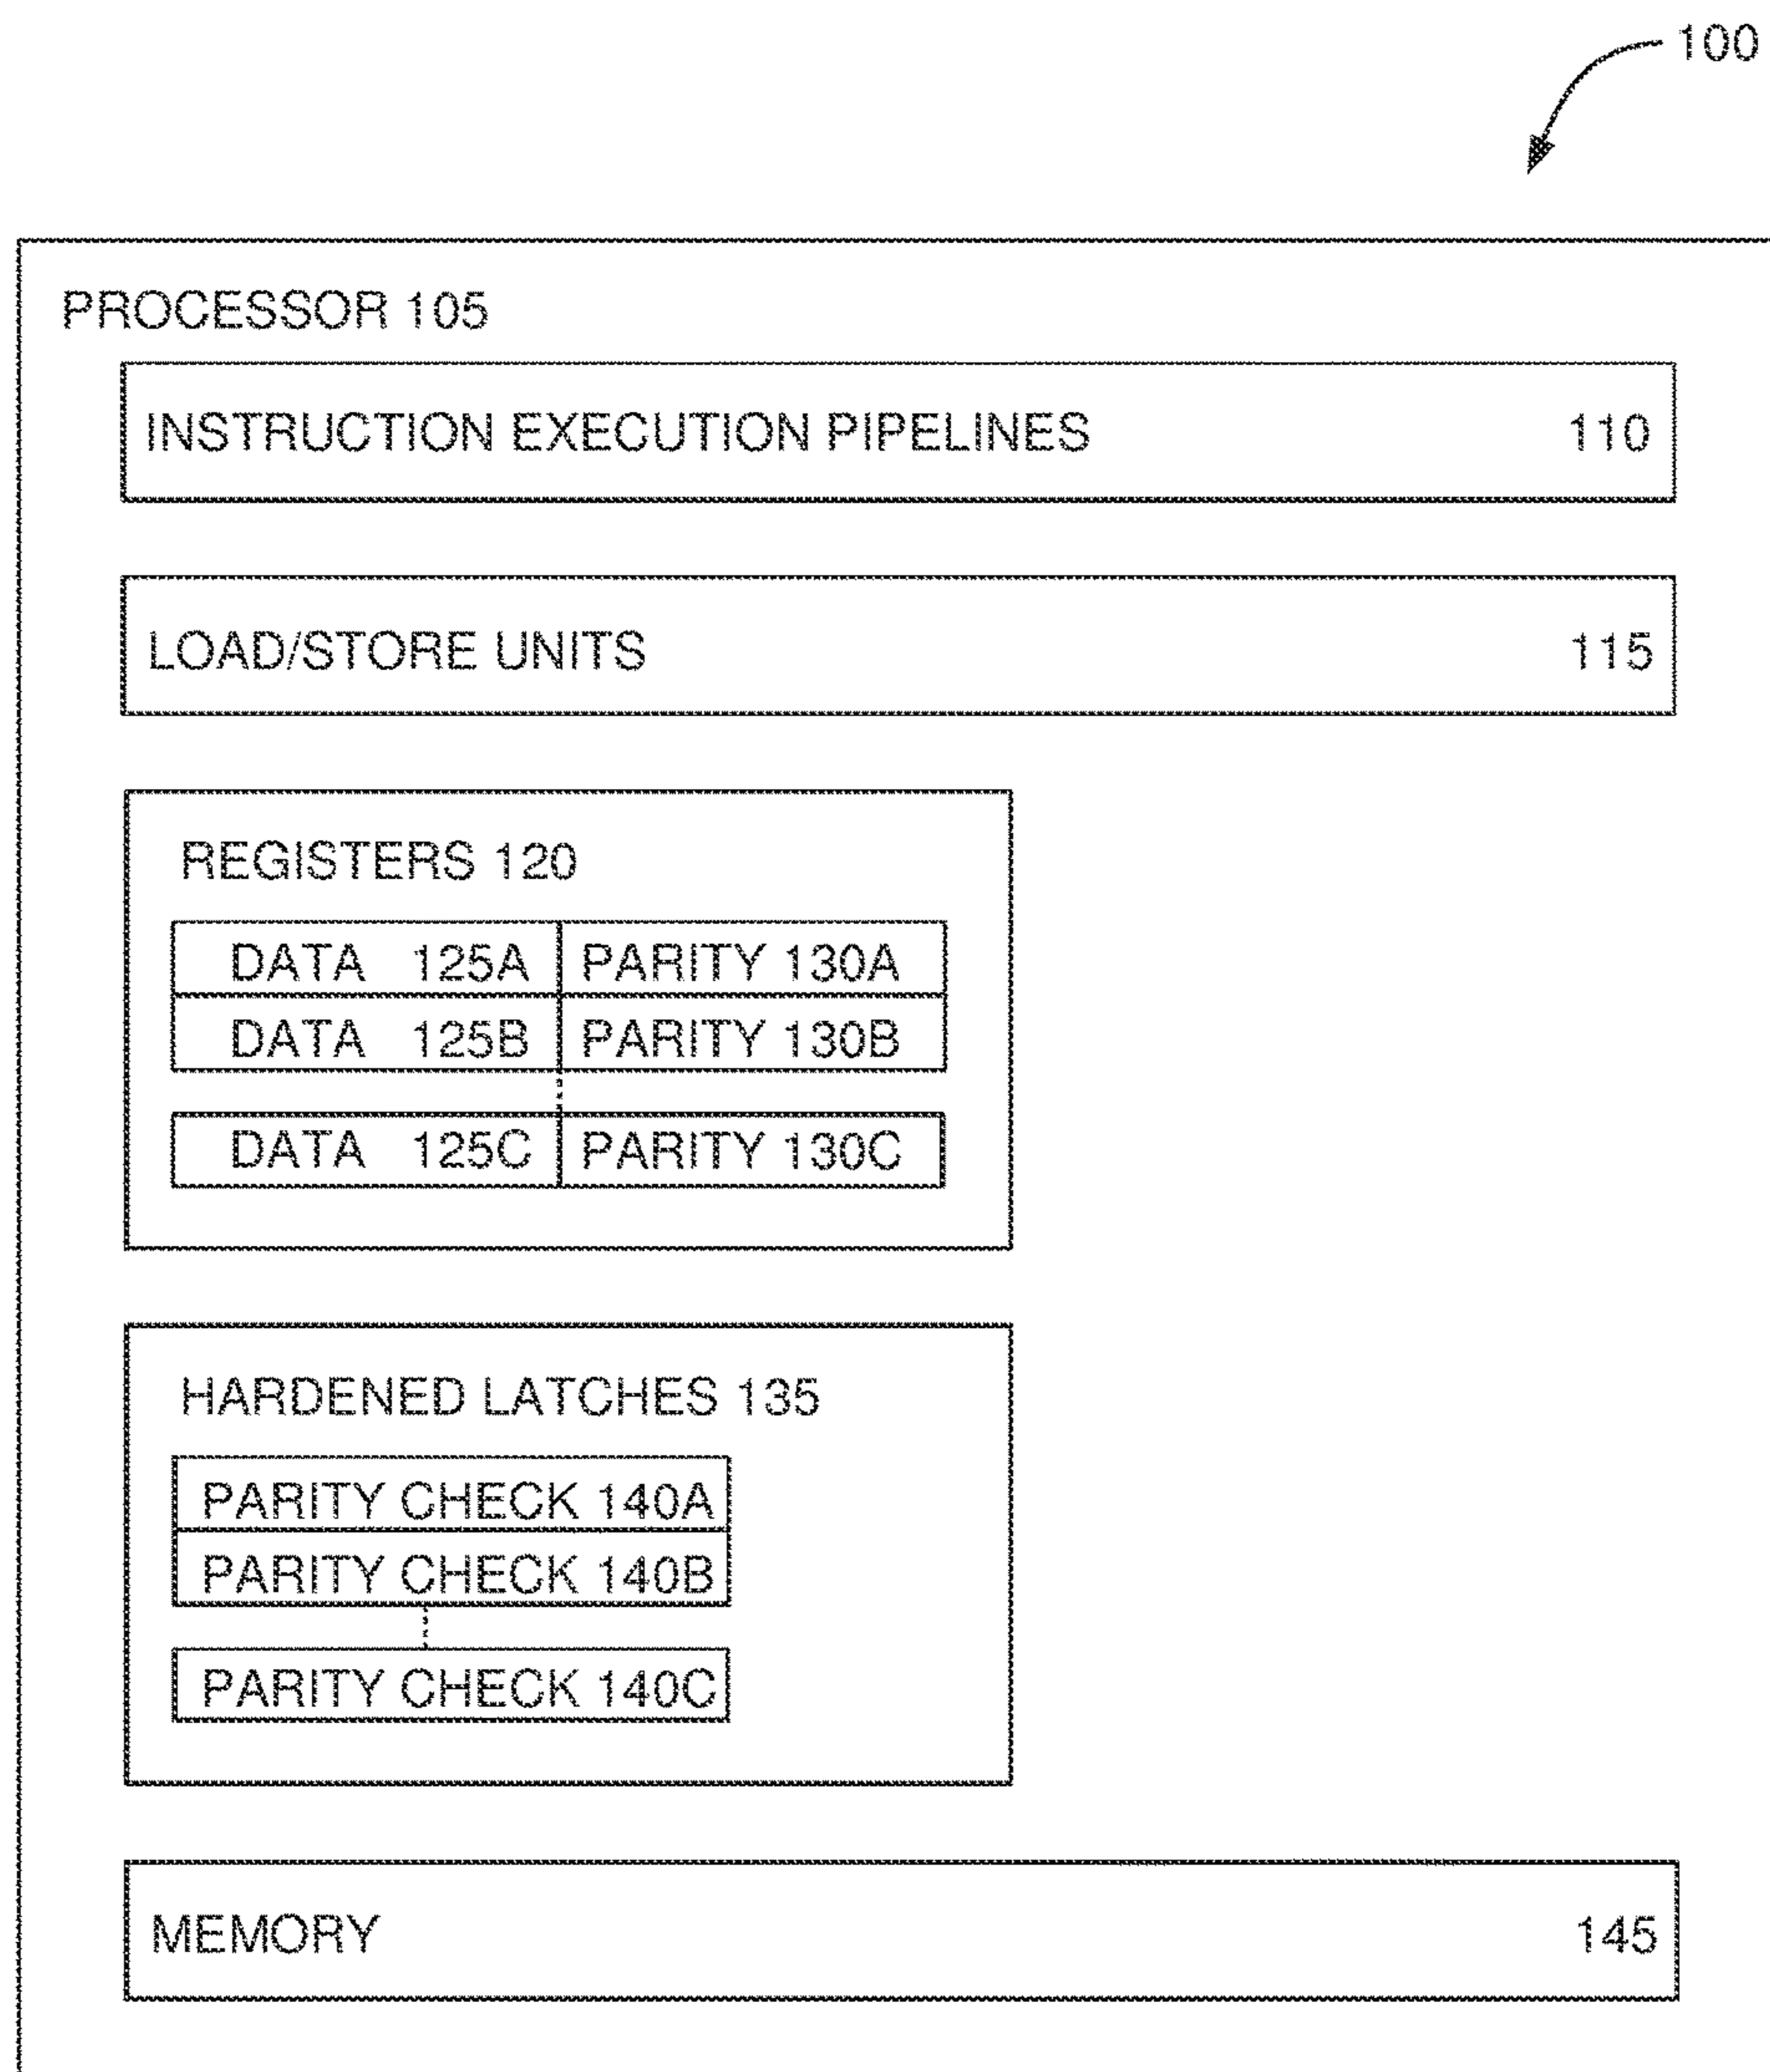 100
PROCESSOR 105
INSTRUCTION EXECUTION PIPELINES 110
LOAD/STORE UNITS 115
REGISTERS 120
DATA 125A PARITY 130A
DATA 125B PARITY 130B
DATA 125C PARITY 130C
HARDENED LATCHES 135
PARITY CHECK 140A
PARITY CHECK 140B
PARITY CHECK 140C
MEMORY 145